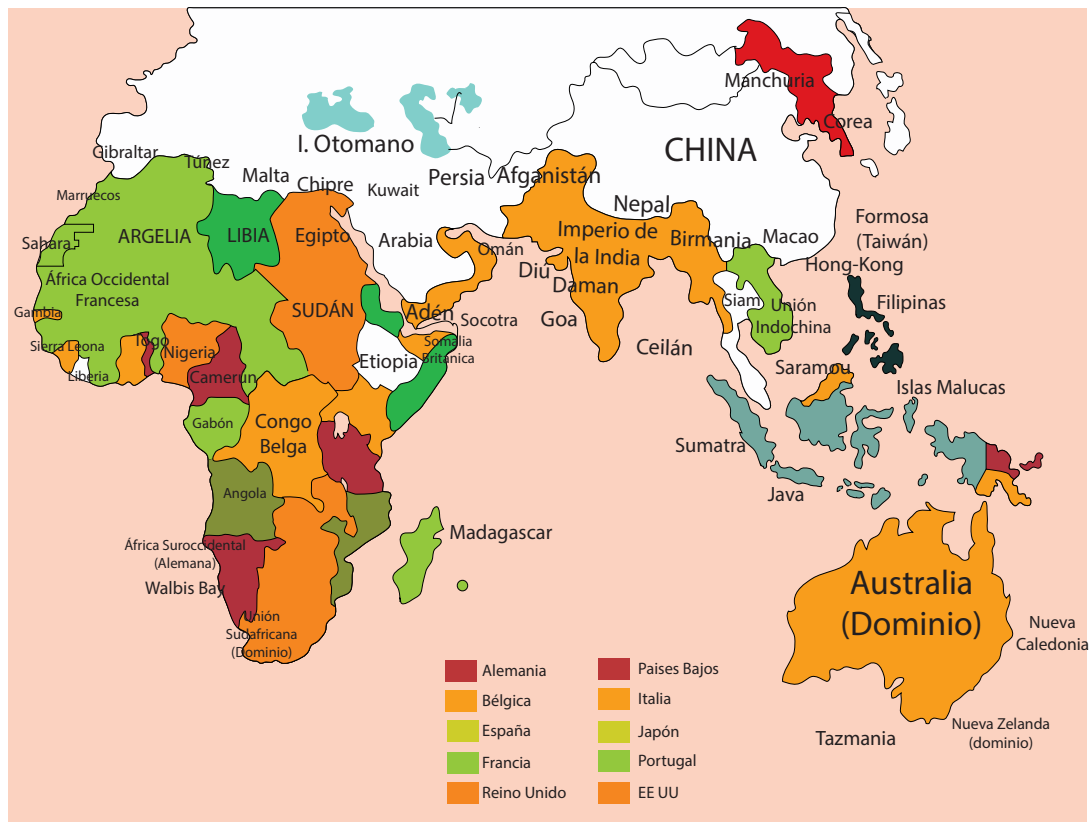 Manchuria
Corea
CHINA
Gibraltar
Túnez
I. Otomano
Malta
Chipre
Kuwait
Persia
Afganistán
Marruecos
Nepal
Sahara
ARGELIA
LIBIA
Egipto
Arabia
Omán
Imperio de
la India
Birmania
Macao
Formosa
(Taiwán)
Hong-Kong
África Occidental
Francesa
Diú
Daman
Gambia
SUDÁN
Adén
Socotra
Goa
Siam
Unión
Indochina
Filipinas
Sierra Leona
Togo
Nigeria
Somalia
Británica
Etiopia
Ceilán
Liberia
Camerun
Saramou
Islas Malucas
Gabón
Congo
Belga
Sumatra
Java
Angola
Madagascar
África Suroccidental
(Alemana)
Walbis Bay
Unión
Sudafricana
(Dominio)
Australia
(Dominio)
Nueva
Caledonia
Tazmania
Nueva Zelanda
(dominio)
Alemania
Bélgica
España
Francia
Reino Unido
Paises Bajos
Italia
Japón
Portugal
EE UU